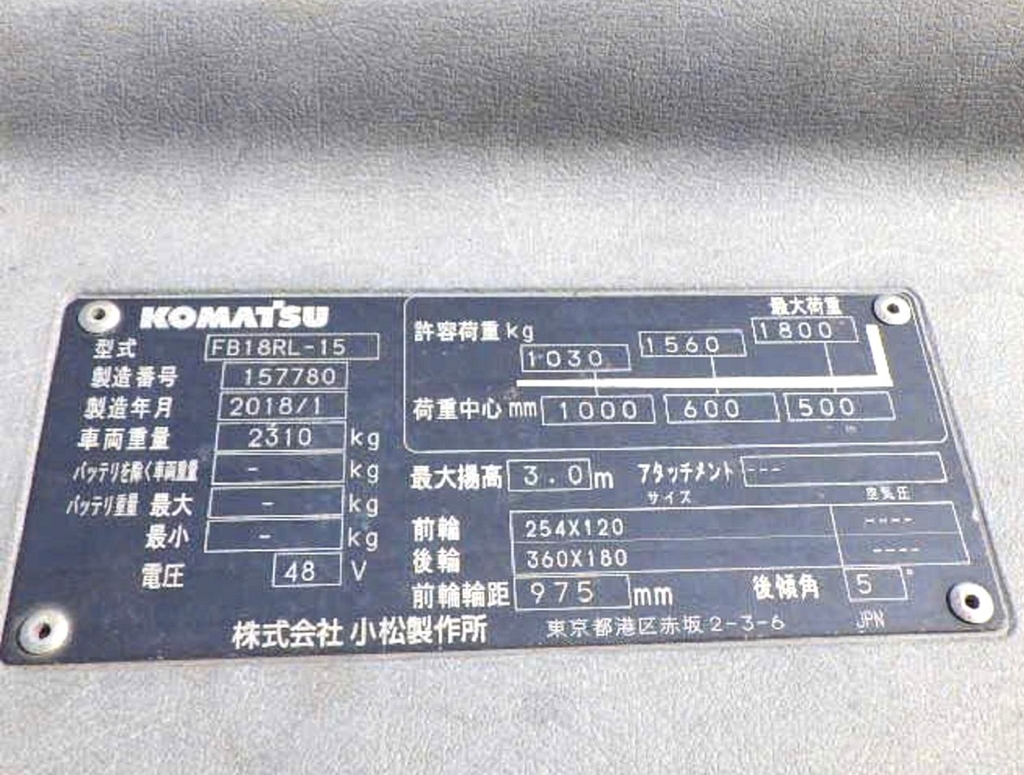 KOMATSU
型式 FB18RL-15
製造番号 157780
製造年月 2018/1
車両重量 2310 kg
バッテリを除く車両重量 - kg
バッテリ重量 最大 - kg
最小 - kg
電圧 48 V
最大荷重
許容荷重 kg 1030 1560 1800
荷重中心 mm 1000 600 500
最大揚高 3.0 m アタッチメント ---
サイズ 空気圧
前輪 254X120 ----
後輪 360X180 ----
前輪輪距 975 mm 後傾角 5°
株式会社 小松製作所 東京都港区赤坂2-3-6 JPN